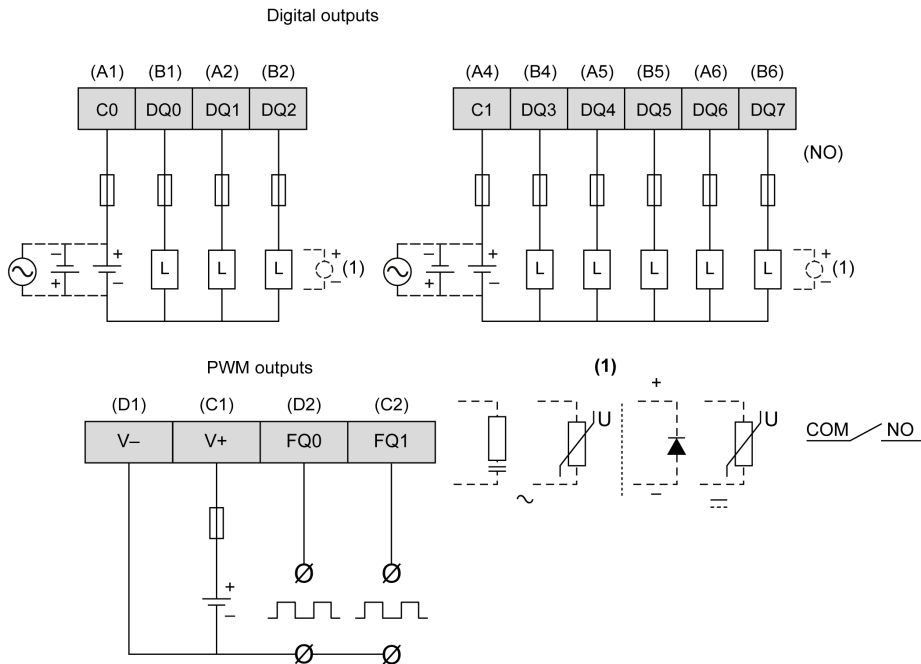 Digital outputs
(A1) (B1) (A2) (B2)
C0 DQ0 DQ1 DQ2
+
–
+
–
L L L
+
–
(1)
(A4) (B4) (A5) (B5) (A6) (B6)
C1 DQ3 DQ4 DQ5 DQ6 DQ7
(NO)
+
–
+
–
L L L L L
+
–
(1)
PWM outputs
(D1) (C1) (D2) (C2)
V– V+ FQ0 FQ1
+
–
(1)
U
+
–
U
COM NO